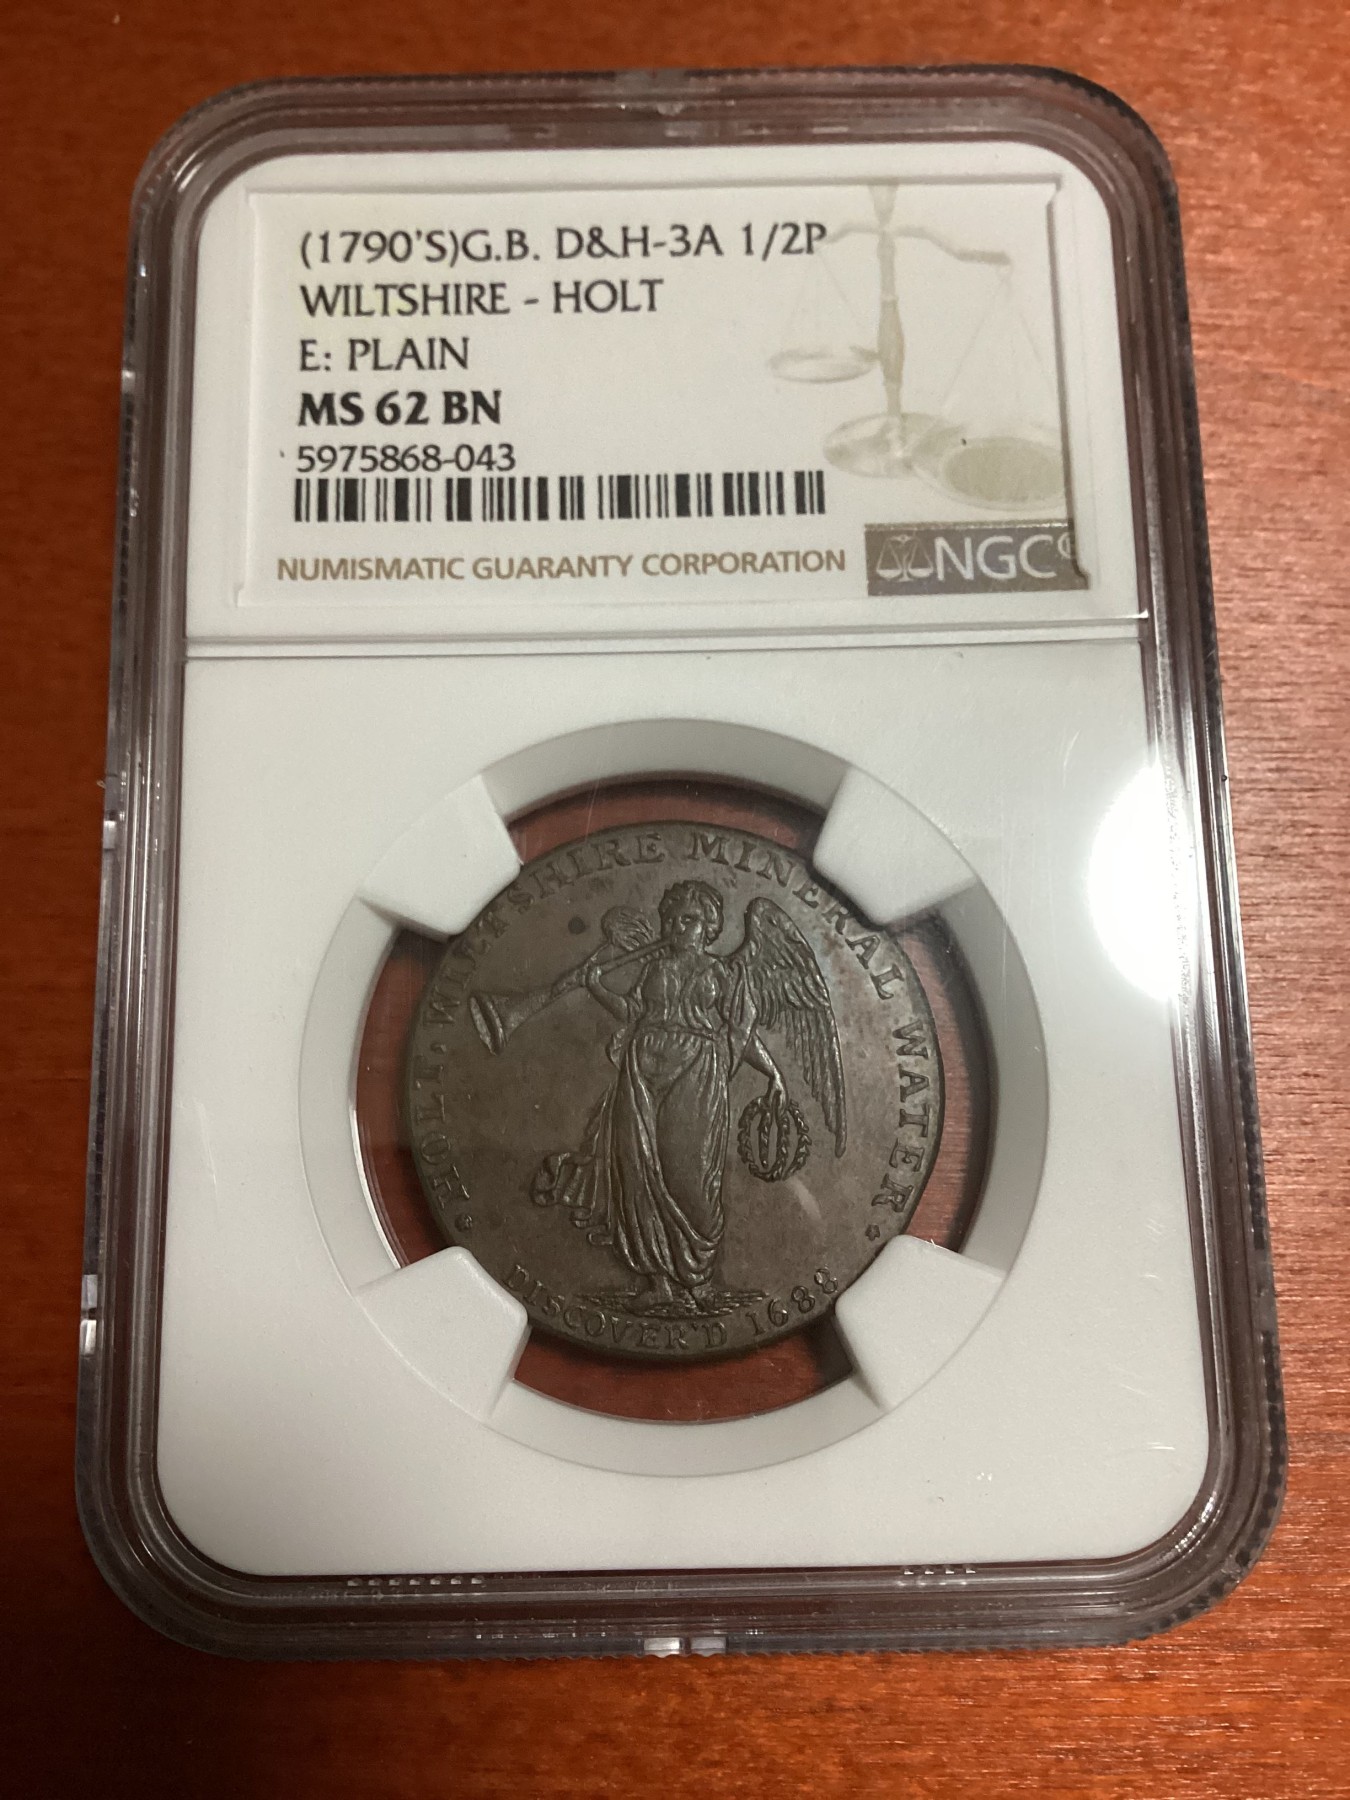 (1790'S)G.B. D&H-3A 1/2P
WILTSHIRE - HOLT
E: PLAIN
MS 62 BN
5975868-043
NUMISMATIC GUARANTY CORPORATION
NGC
HOLT, WILTSHIRE MINERAL WATER
DISCOVER'D 1688